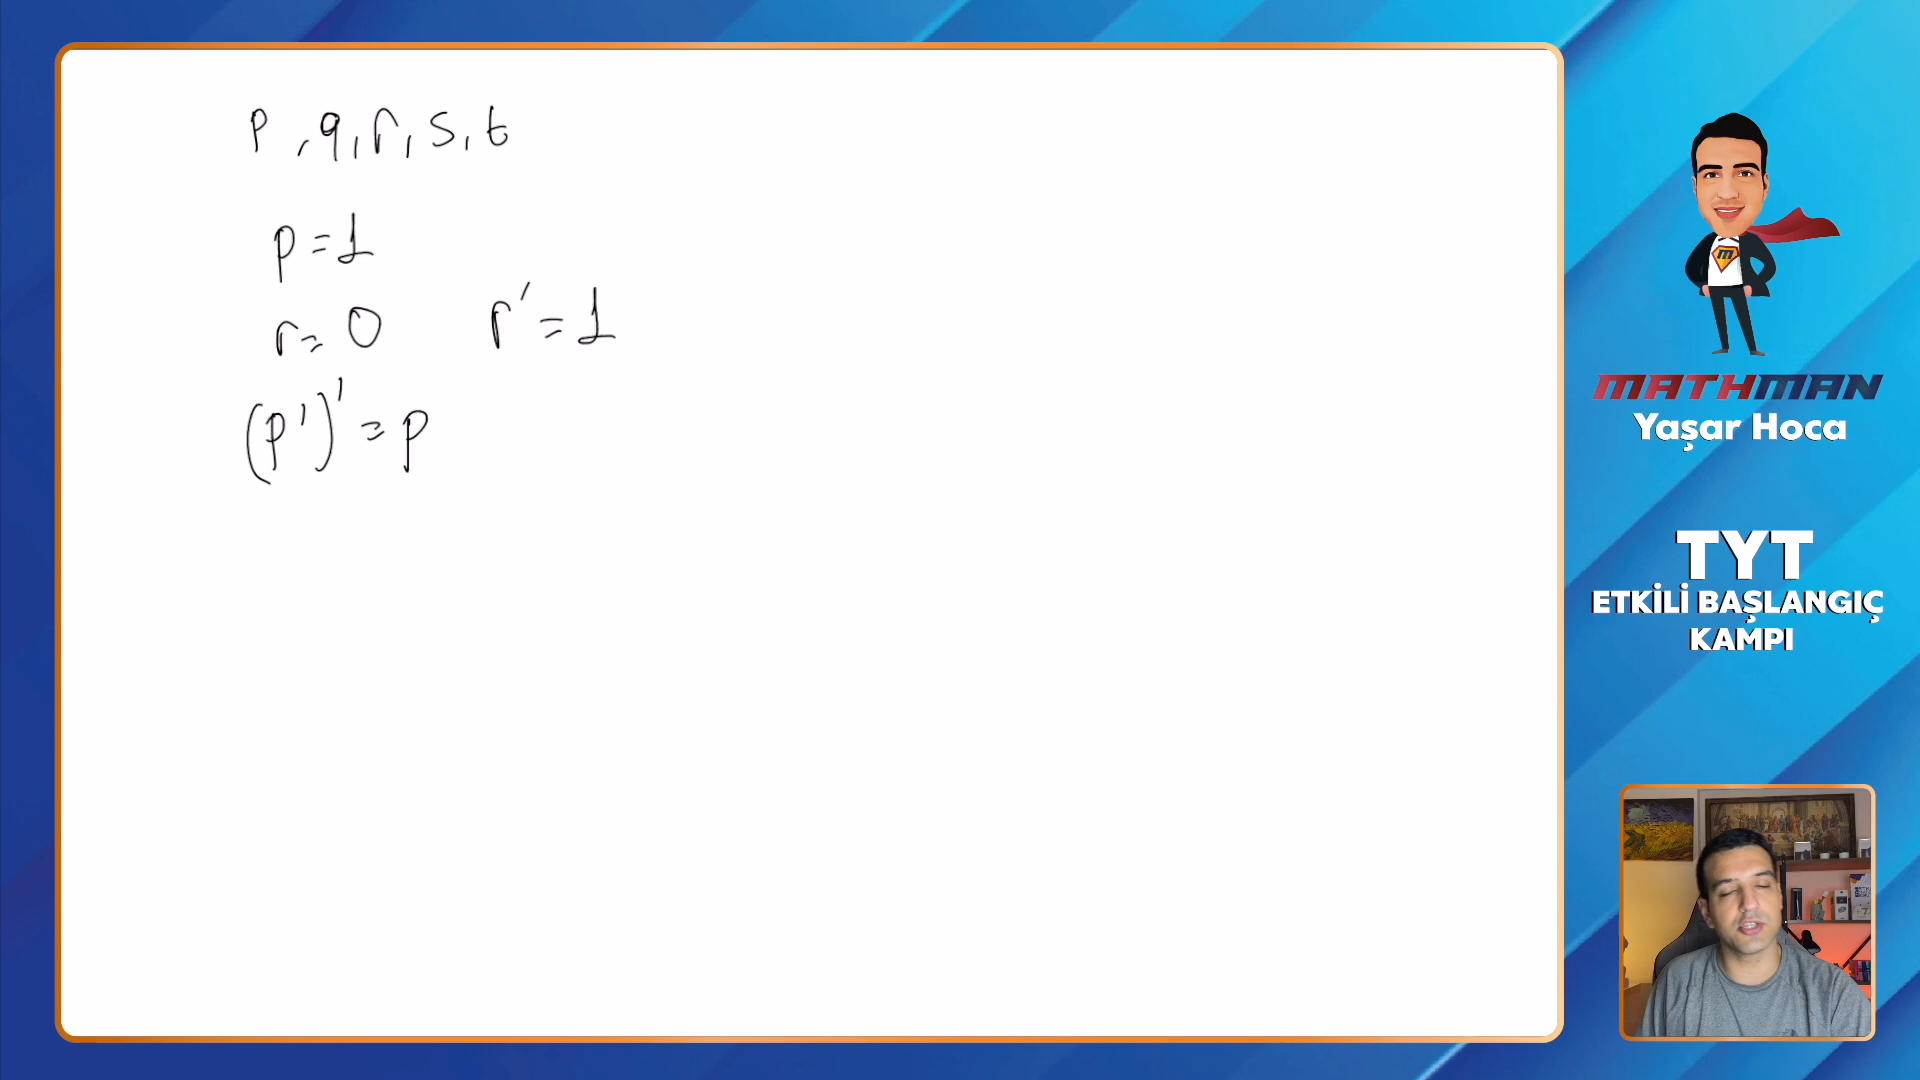 p, q, r, s, t
p = 1
r = 0   r' = 1
(p')' = p
m
MATHMAN
Yaşar Hoca
TYT
ETKİLİ BAŞLANGIÇ
KAMPI